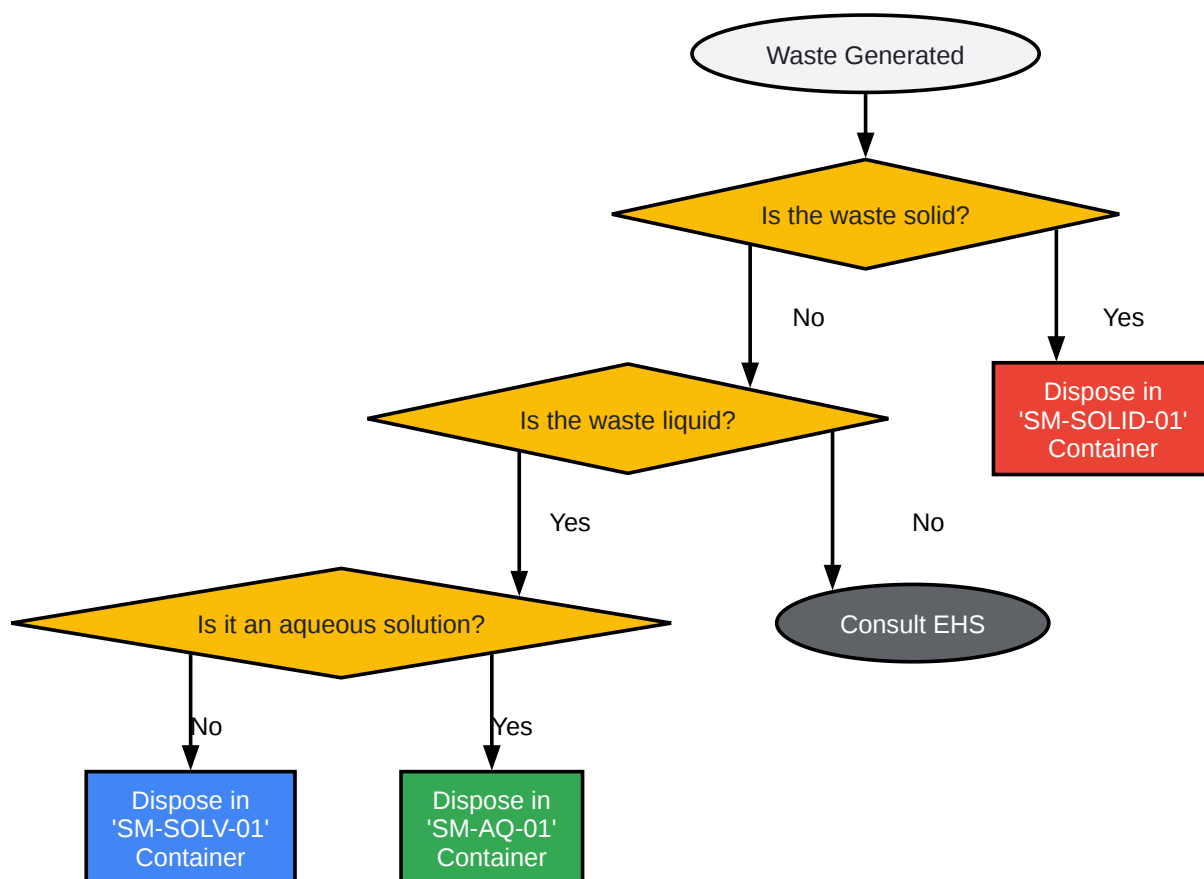 Waste Generated
Is the waste solid?
No
Yes
Is the waste liquid?
Dispose in
'SM-SOLID-01'
Container
Yes
No
Is it an aqueous solution?
Consult EHS
No
Yes
Dispose in
'SM-SOLV-01'
Container
Dispose in
'SM-AQ-01'
Container